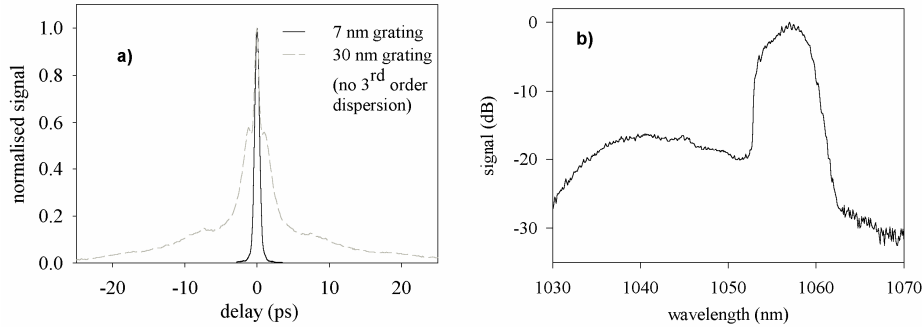 a)
7 nm grating
30 nm grating
(no 3rd order
dispersion)
normalised signal
1.0
0.8
0.6
0.4
0.2
0.0
-20 -10 0 10 20
delay (ps)
b)
signal (dB)
0
-10
-20
-30
1030 1040 1050 1060 1070
wavelength (nm)